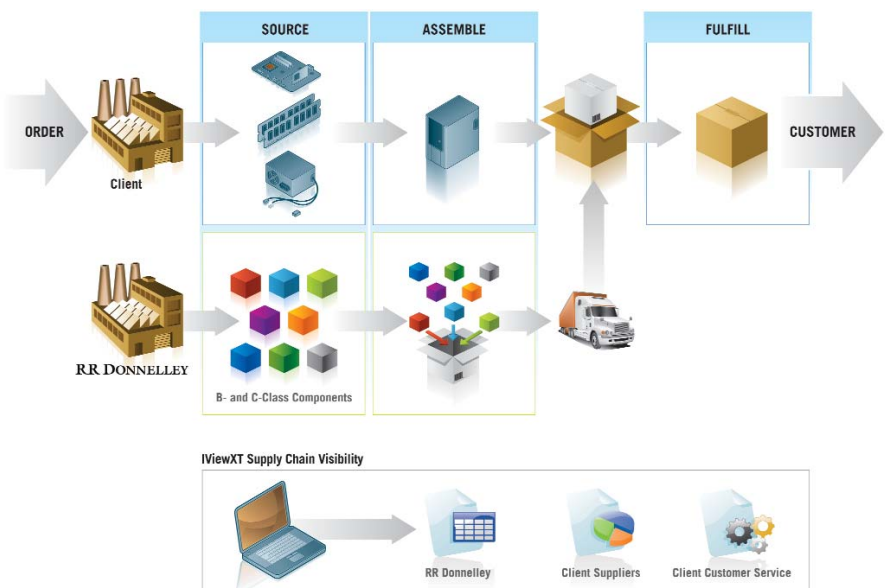 SOURCE
ASSEMBLE
FULFILL
ORDER
CUSTOMER
Client
RR DONNELLEY
B- and C-Class Components
IViewXT Supply Chain Visibility
RR Donnelley
Client Suppliers
Client Customer Service